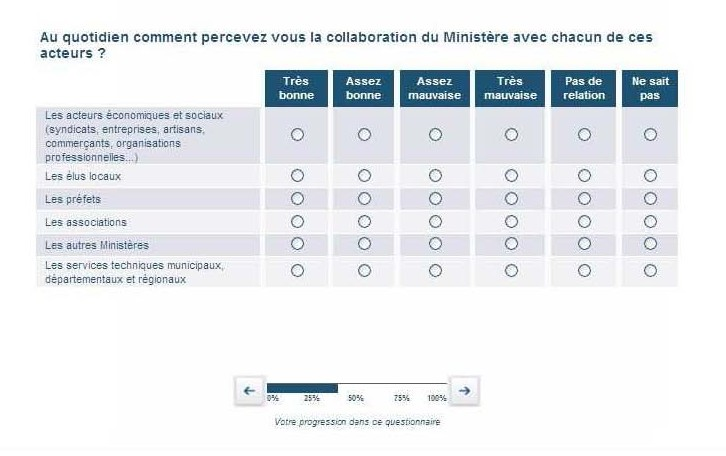 Au quotidien comment percevez vous la collaboration du Ministère avec chacun de ces
acteurs ?
Très bonne
Assez bonne
Assez mauvaise
Très mauvaise
Pas de relation
Ne sait pas
Les acteurs économiques et sociaux
(syndicats, entreprises, artisans,
commerçants, organisations
professionnelles...)
Les élus locaux
Les préfets
Les associations
Les autres Ministères
Les services techniques municipaux,
départementaux et régionaux
0% 25% 50% 75% 100%
Votre progression dans ce questionnaire